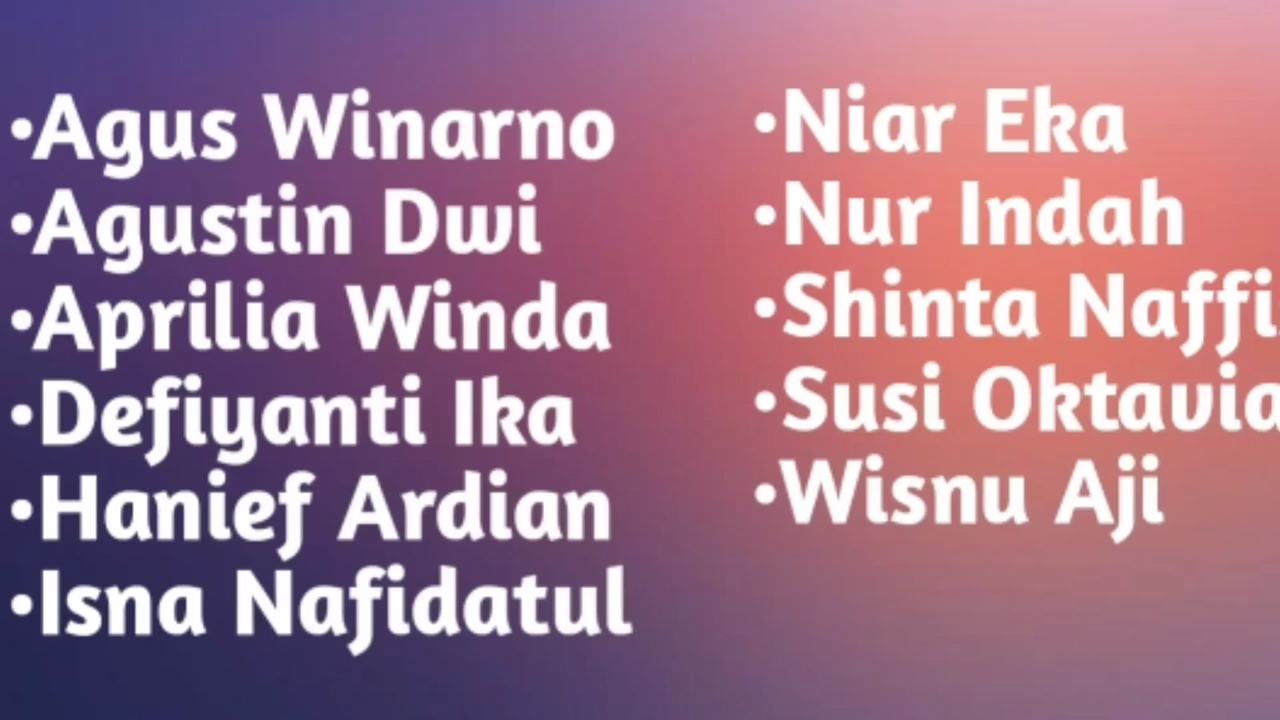 •Agus Winarno
•Agustin Dwi
•Aprilia Winda
•Defiyanti Ika
•Hanief Ardian
•Isna Nafidatul
•Niar Eka
•Nur Indah
•Shinta Naffi
•Susi Oktavia
•Wisnu Aji